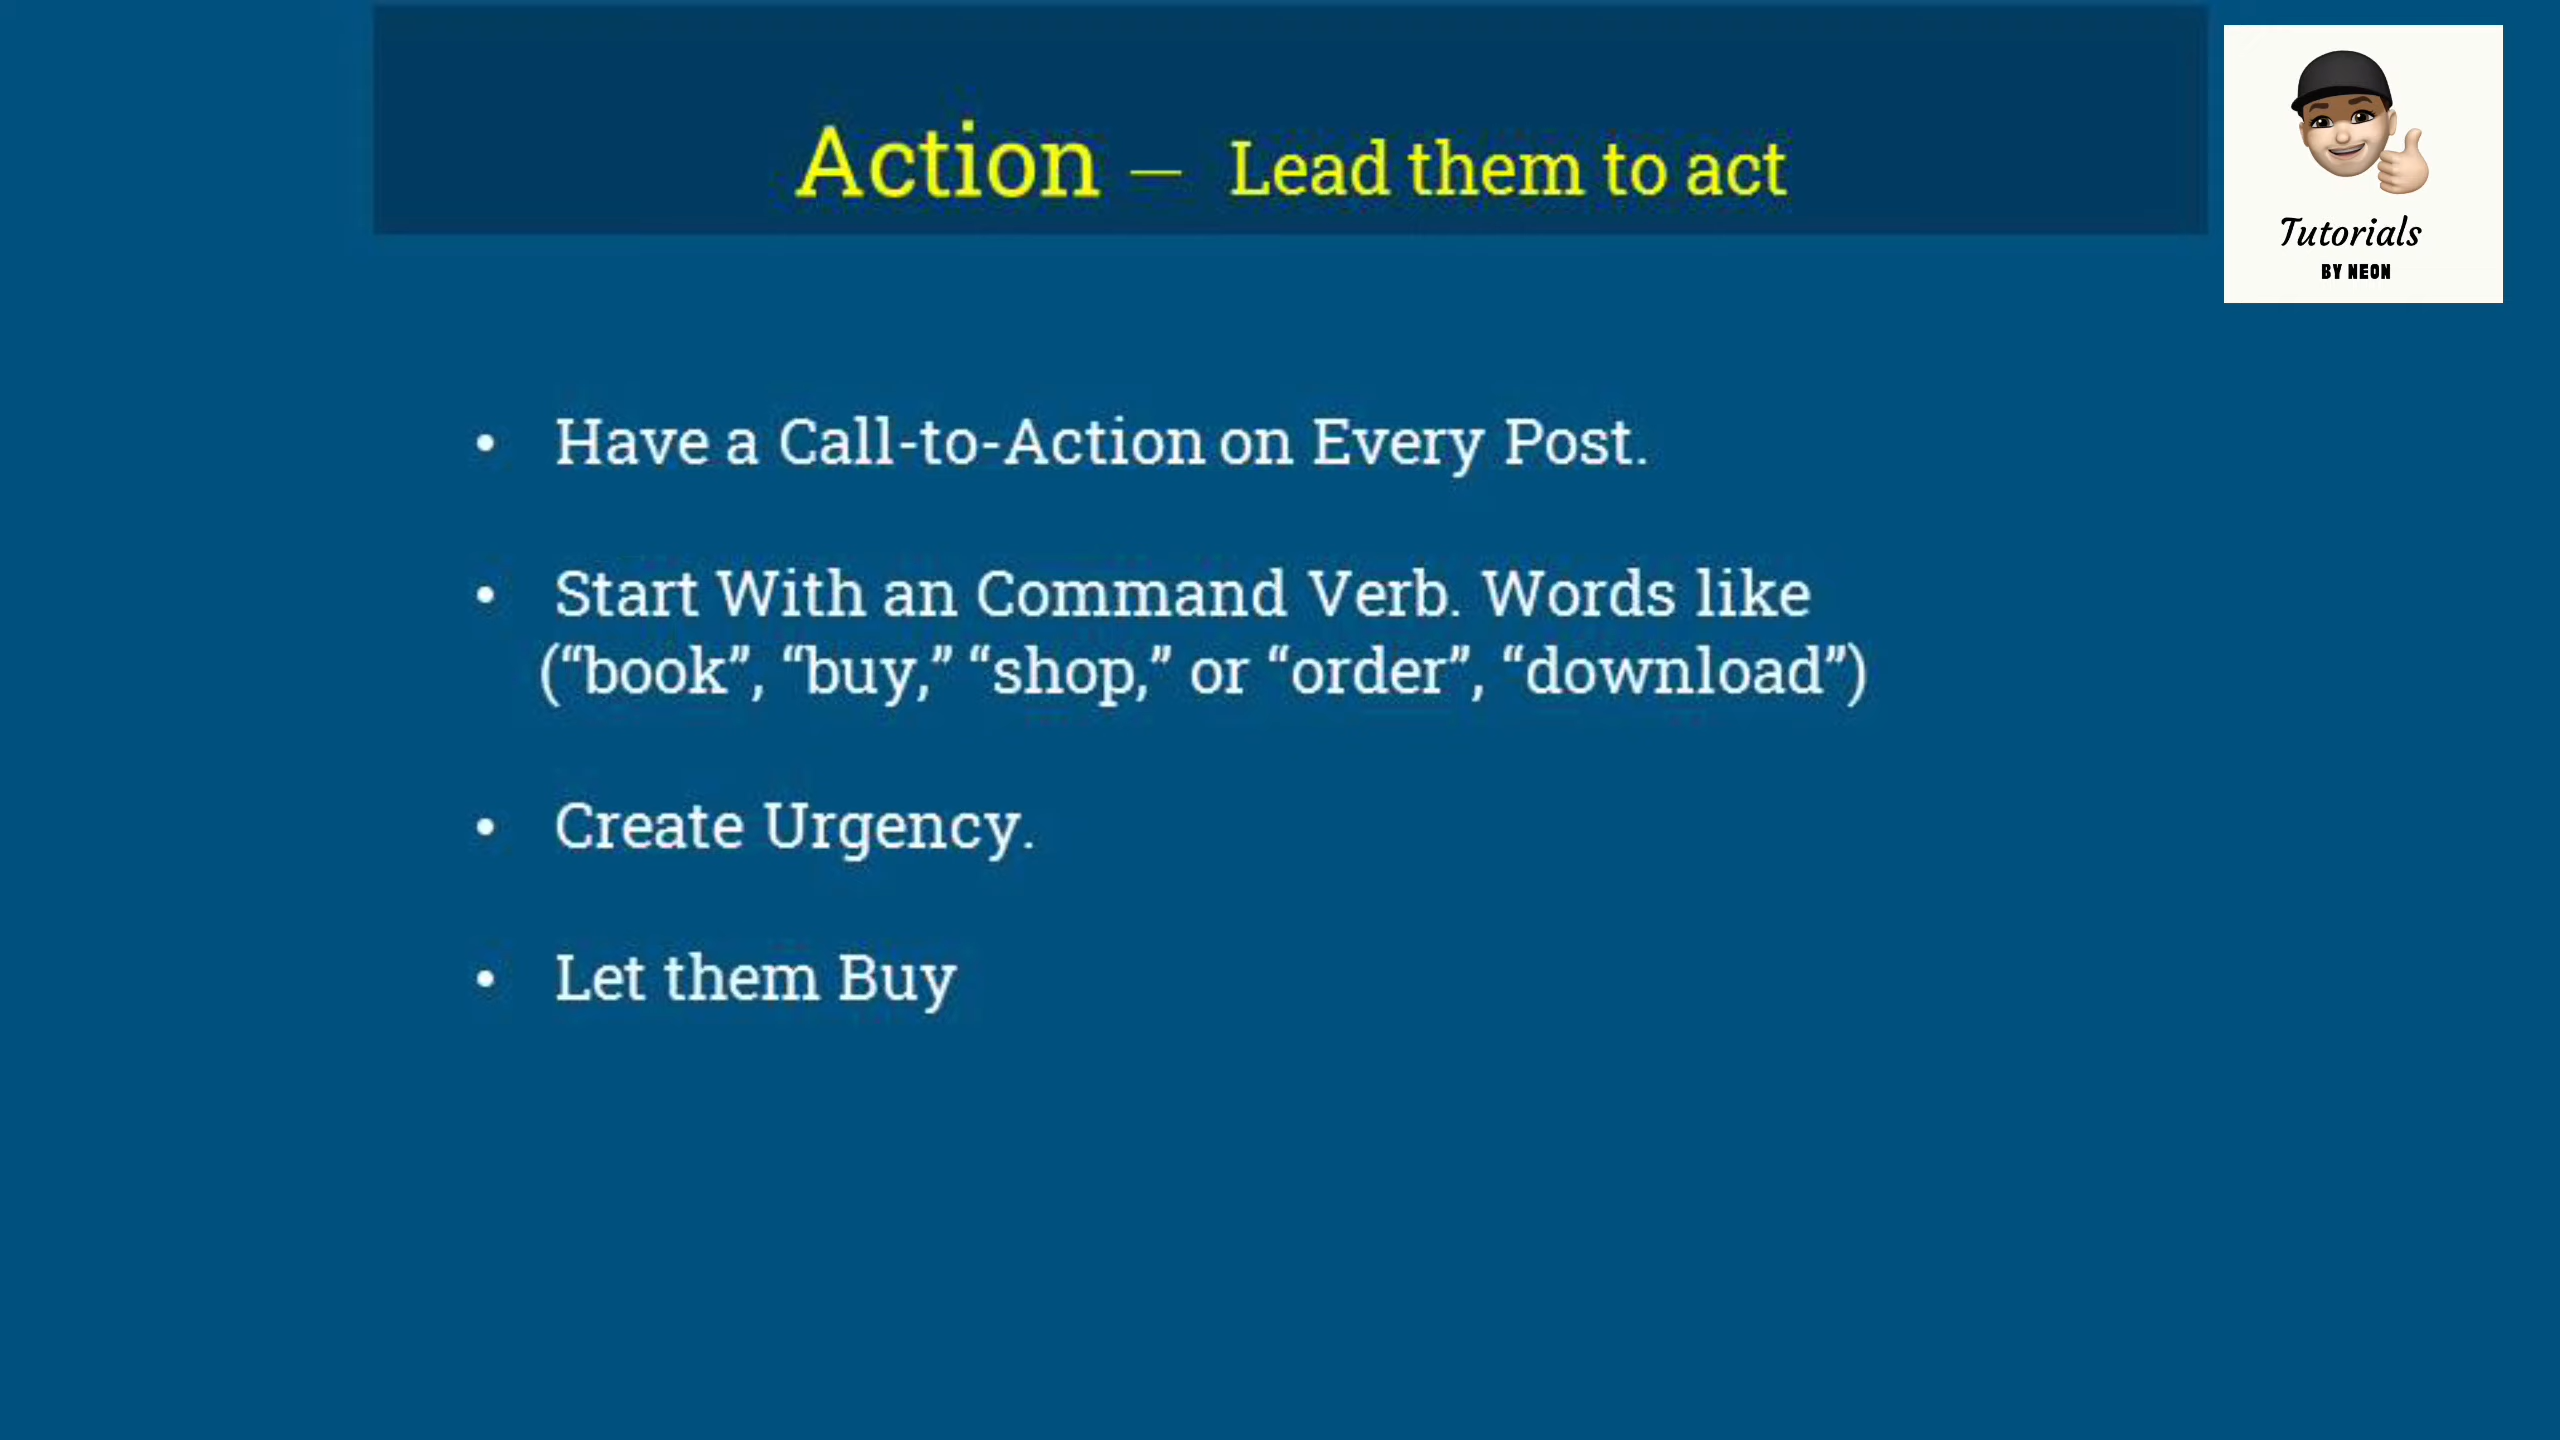 Action – Lead them to act
Tutorials
BY NEON
• Have a Call-to-Action on Every Post.
• Start With an Command Verb. Words like
(“book”, “buy,” “shop,” or “order”, “download”)
• Create Urgency.
• Let them Buy